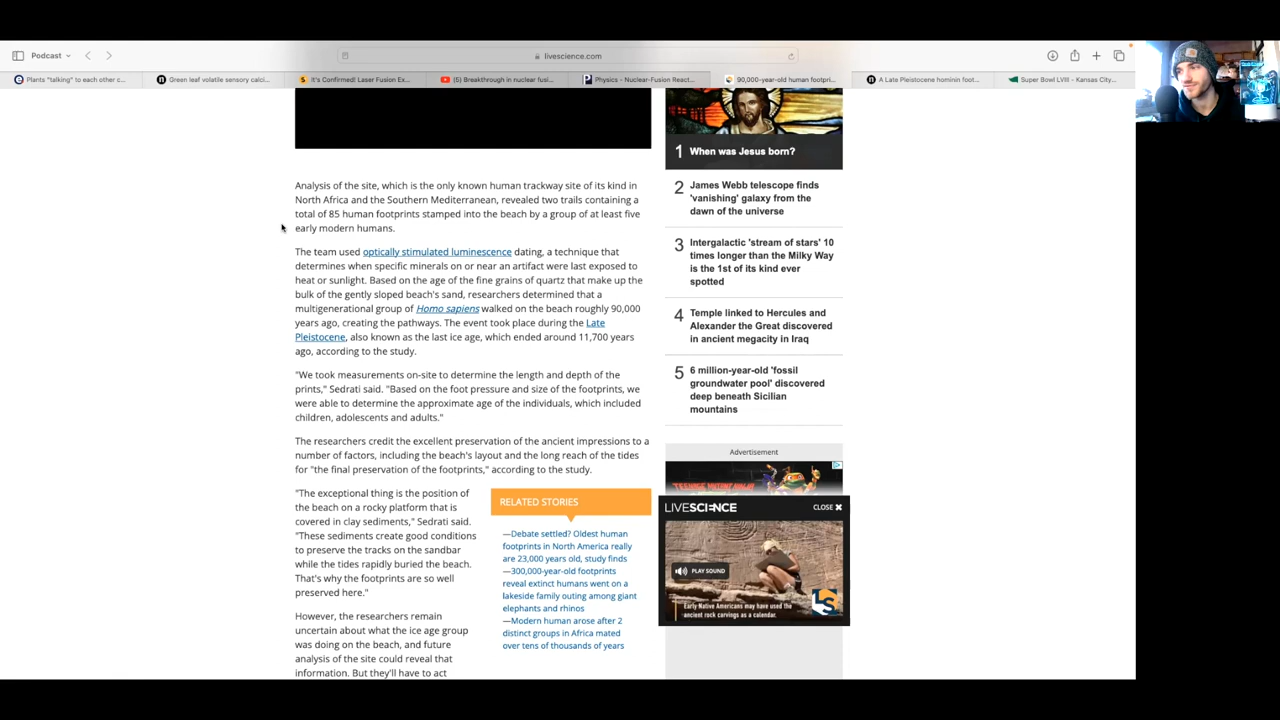 Podcast
livescience.com
Plants "talking" to each other c...
Green leaf volatile sensory calci...
It's Confirmed! Laser Fusion Ex...
(5) Breakthrough in nuclear fusi...
Physics - Nuclear-Fusion React...
90,000-year-old human footpri...
A Late Pleistocene hominin foot...
Super Bowl LVIII - Kansas City...
Analysis of the site, which is the only known human trackway site of its kind in
North Africa and the Southern Mediterranean, revealed two trails containing a
total of 85 human footprints stamped into the beach by a group of at least five
early modern humans.
The team used optically stimulated luminescence dating, a technique that
determines when specific minerals on or near an artifact were last exposed to
heat or sunlight. Based on the age of the fine grains of quartz that make up the
bulk of the gently sloped beach's sand, researchers determined that a
multigenerational group of Homo sapiens walked on the beach roughly 90,000
years ago, creating the pathways. The event took place during the Late
Pleistocene, also known as the last ice age, which ended around 11,700 years
ago, according to the study.
"We took measurements on-site to determine the length and depth of the
prints," Sedrati said. "Based on the foot pressure and size of the footprints, we
were able to determine the approximate age of the individuals, which included
children, adolescents and adults."
The researchers credit the excellent preservation of the ancient impressions to a
number of factors, including the beach's layout and the long reach of the tides
for "the final preservation of the footprints," according to the study.
"The exceptional thing is the position of
the beach on a rocky platform that is
covered in clay sediments," Sedrati said.
"These sediments create good conditions
to preserve the tracks on the sandbar
while the tides rapidly buried the beach.
That's why the footprints are so well
preserved here."
However, the researchers remain
uncertain about what the ice age group
was doing on the beach, and future
analysis of the site could reveal that
information. But they'll have to act
RELATED STORIES
—Debate settled? Oldest human
footprints in North America really
are 23,000 years old, study finds
—300,000-year-old footprints
reveal extinct humans went on a
lakeside family outing among giant
elephants and rhinos
—Modern human arose after 2
distinct groups in Africa mated
over tens of thousands of years
1 When was Jesus born?
2 James Webb telescope finds
'vanishing' galaxy from the
dawn of the universe
3 Intergalactic 'stream of stars' 10
times longer than the Milky Way
is the 1st of its kind ever
spotted
4 Temple linked to Hercules and
Alexander the Great discovered
in ancient megacity in Iraq
5 6 million-year-old 'fossil
groundwater pool' discovered
deep beneath Sicilian
mountains
Advertisement
TEENAGE MUTANT NINJA
LIVESCIENCE
CLOSE ✖
PLAY SOUND
Early Native Americans may have used the
ancient rock carvings as a calendar.
LS